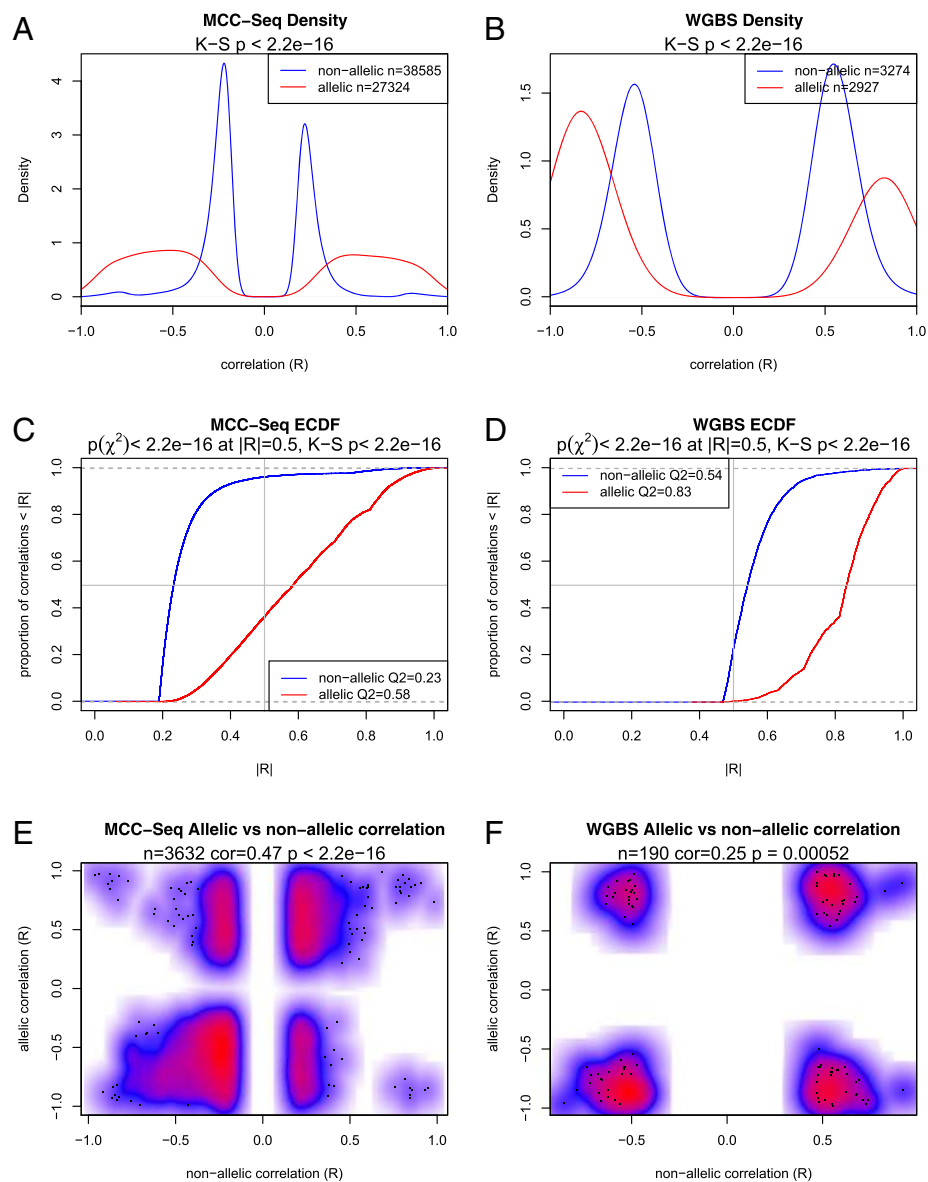 A
MCC−Seq Density
K−S p < 2.2e−16
non−allelic n=38585
allelic n=27324
Density
0
1
2
3
4
−1.0
−0.5
0.0
0.5
1.0
correlation (R)
B
WGBS Density
K−S p < 2.2e−16
non−allelic n=3274
allelic n=2927
Density
0.0
0.5
1.0
1.5
−1.0
−0.5
0.0
0.5
1.0
correlation (R)
C
MCC−Seq ECDF
p(χ²)< 2.2e−16 at |R|=0.5, K−S p< 2.2e−16
proportion of correlations < |R|
0.0
0.2
0.4
0.6
0.8
1.0
non−allelic Q2=0.23
allelic Q2=0.58
0.0
0.2
0.4
0.6
0.8
1.0
|R|
D
WGBS ECDF
p(χ²)< 2.2e−16 at |R|=0.5, K−S p< 2.2e−16
non−allelic Q2=0.54
allelic Q2=0.83
proportion of correlations < |R|
0.0
0.2
0.4
0.6
0.8
1.0
0.0
0.2
0.4
0.6
0.8
1.0
|R|
E
MCC−Seq Allelic vs non−allelic correlation
n=3632 cor=0.47 p < 2.2e−16
allelic correlation (R)
−1.0
−0.5
0.0
0.5
1.0
−1.0
−0.5
0.0
0.5
1.0
non−allelic correlation (R)
F
WGBS Allelic vs non−allelic correlation
n=190 cor=0.25 p = 0.00052
allelic correlation (R)
−1.0
−0.5
0.0
0.5
1.0
−0.5
0.0
0.5
non−allelic correlation (R)